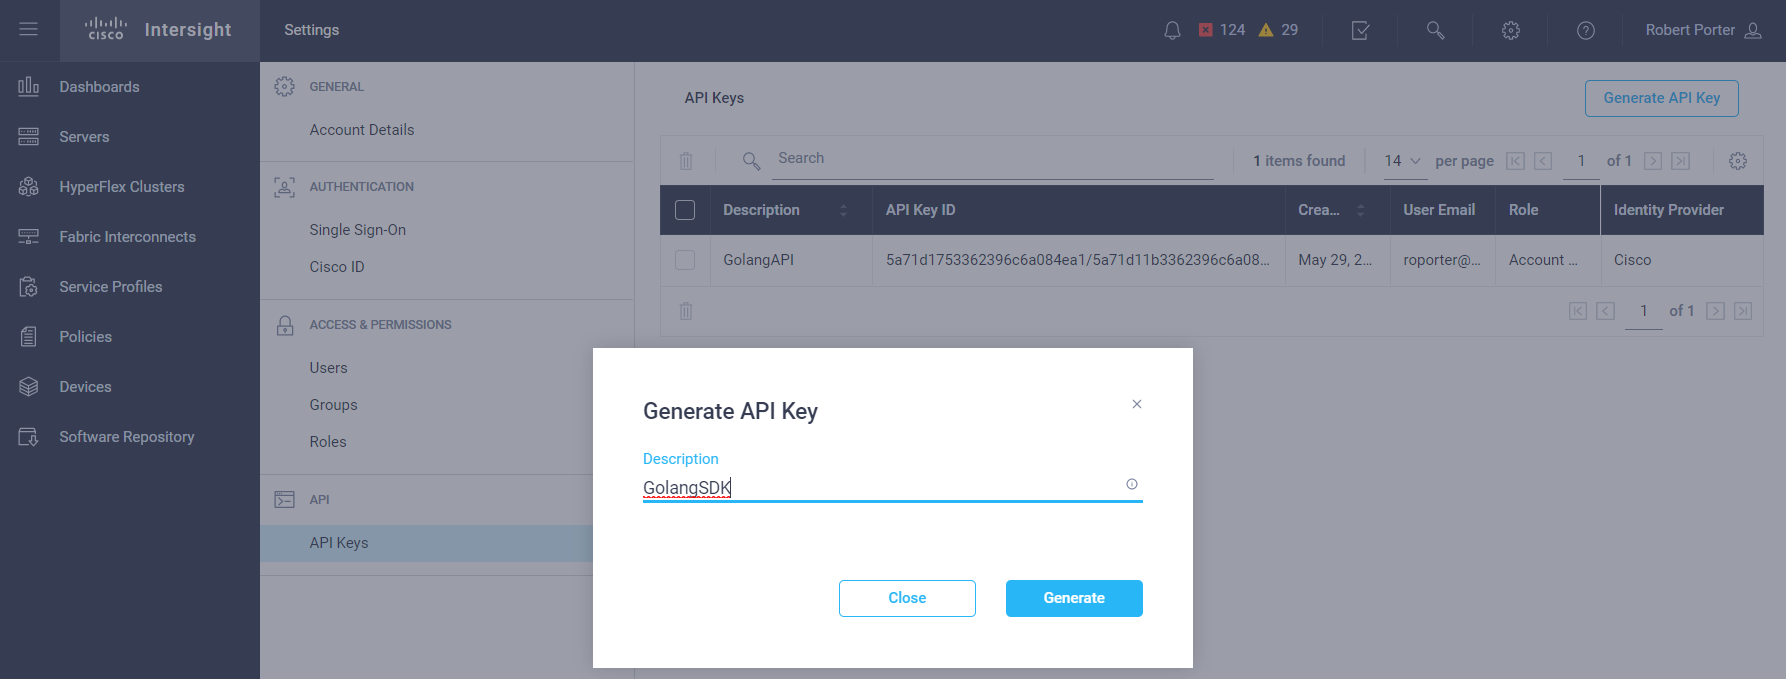 cisco Intersight
Settings
124 29
Robert Porter
Dashboards
Servers
HyperFlex Clusters
Fabric Interconnects
Service Profiles
Policies
Devices
Software Repository
GENERAL
Account Details
AUTHENTICATION
Single Sign-On
Cisco ID
ACCESS & PERMISSIONS
Users
Groups
Roles
API
API Keys
API Keys
Generate API Key
Search
1 items found
14 per page
1 of 1
Description API Key ID Crea... User Email Role Identity Provider
GolangAPI 5a71d1753362396c6a084ea1/5a71d11b3362396c6a08... May 29, 2... roporter@... Account ... Cisco
1 of 1
Generate API Key
Description
GolangSDK
Close Generate